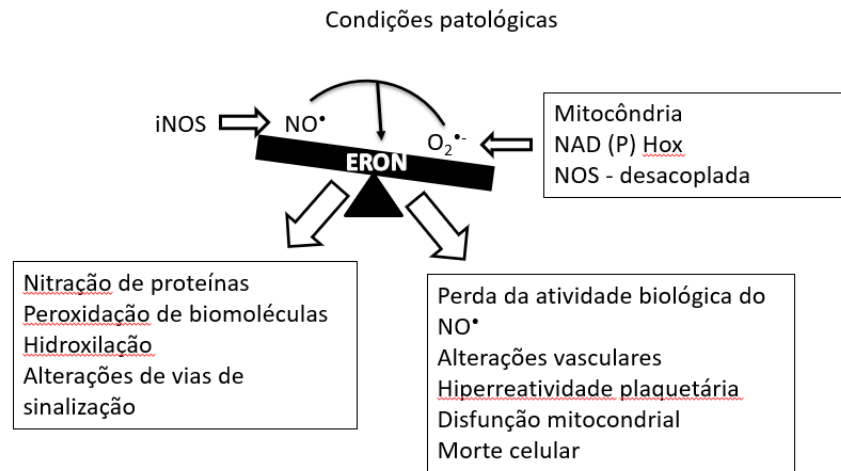 Condições patológicas
iNOS
NO•
O2•-
ERON
Mitocôndria
NAD (P) Hox
NOS - desacoplada
Nitração de proteínas
Peroxidação de biomoléculas
Hidroxilação
Alterações de vias de
sinalização
Perda da atividade biológica do
NO•
Alterações vasculares
Hiperreatividade plaquetária
Disfunção mitocondrial
Morte celular